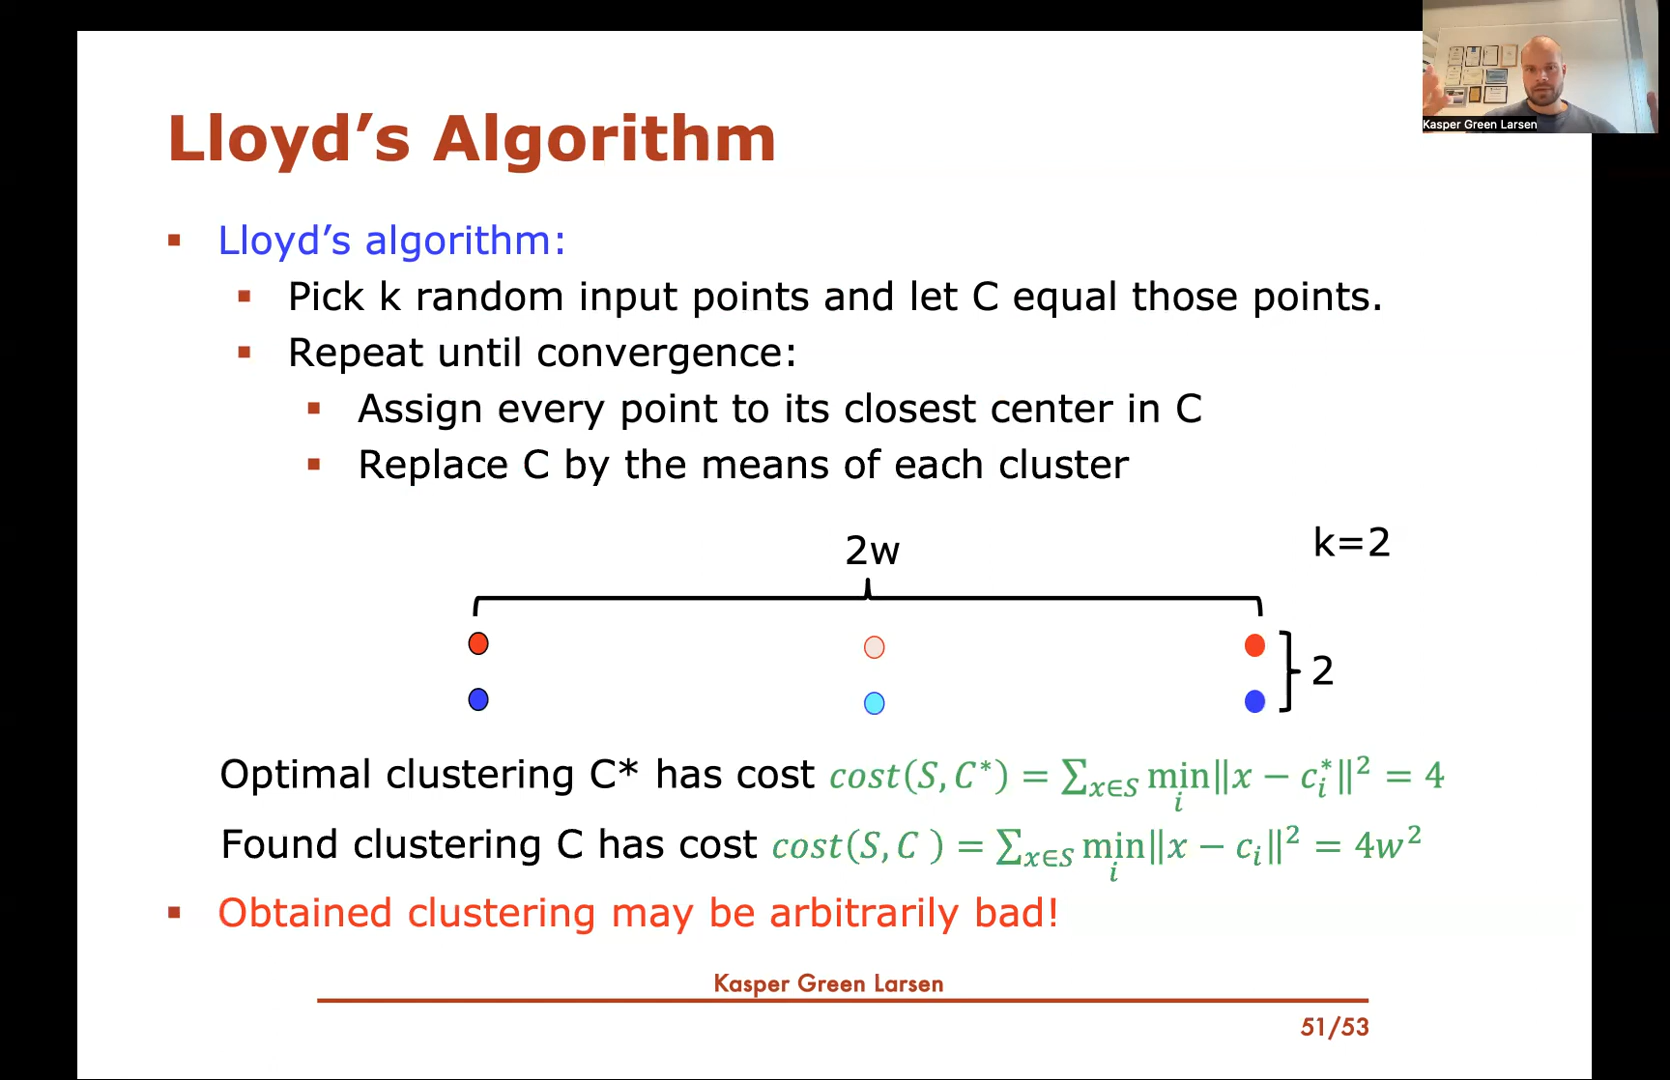 Kasper Green Larsen
Lloyd’s Algorithm
▪ Lloyd’s algorithm:
▪ Pick k random input points and let C equal those points.
▪ Repeat until convergence:
▪ Assign every point to its closest center in C
▪ Replace C by the means of each cluster
2w
k=2
2
Optimal clustering C* has cost cost(S, C*) = ∑x∈S min i ‖x − c*i‖² = 4
Found clustering C has cost cost(S, C ) = ∑x∈S min i ‖x − ci‖² = 4w²
▪ Obtained clustering may be arbitrarily bad!
Kasper Green Larsen
51/53